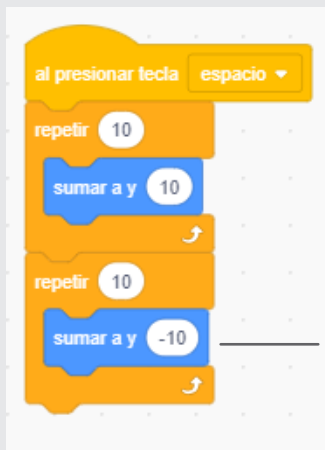 al presionar tecla espacio
repetir 10
sumar a y 10
repetir 10
sumar a y -10